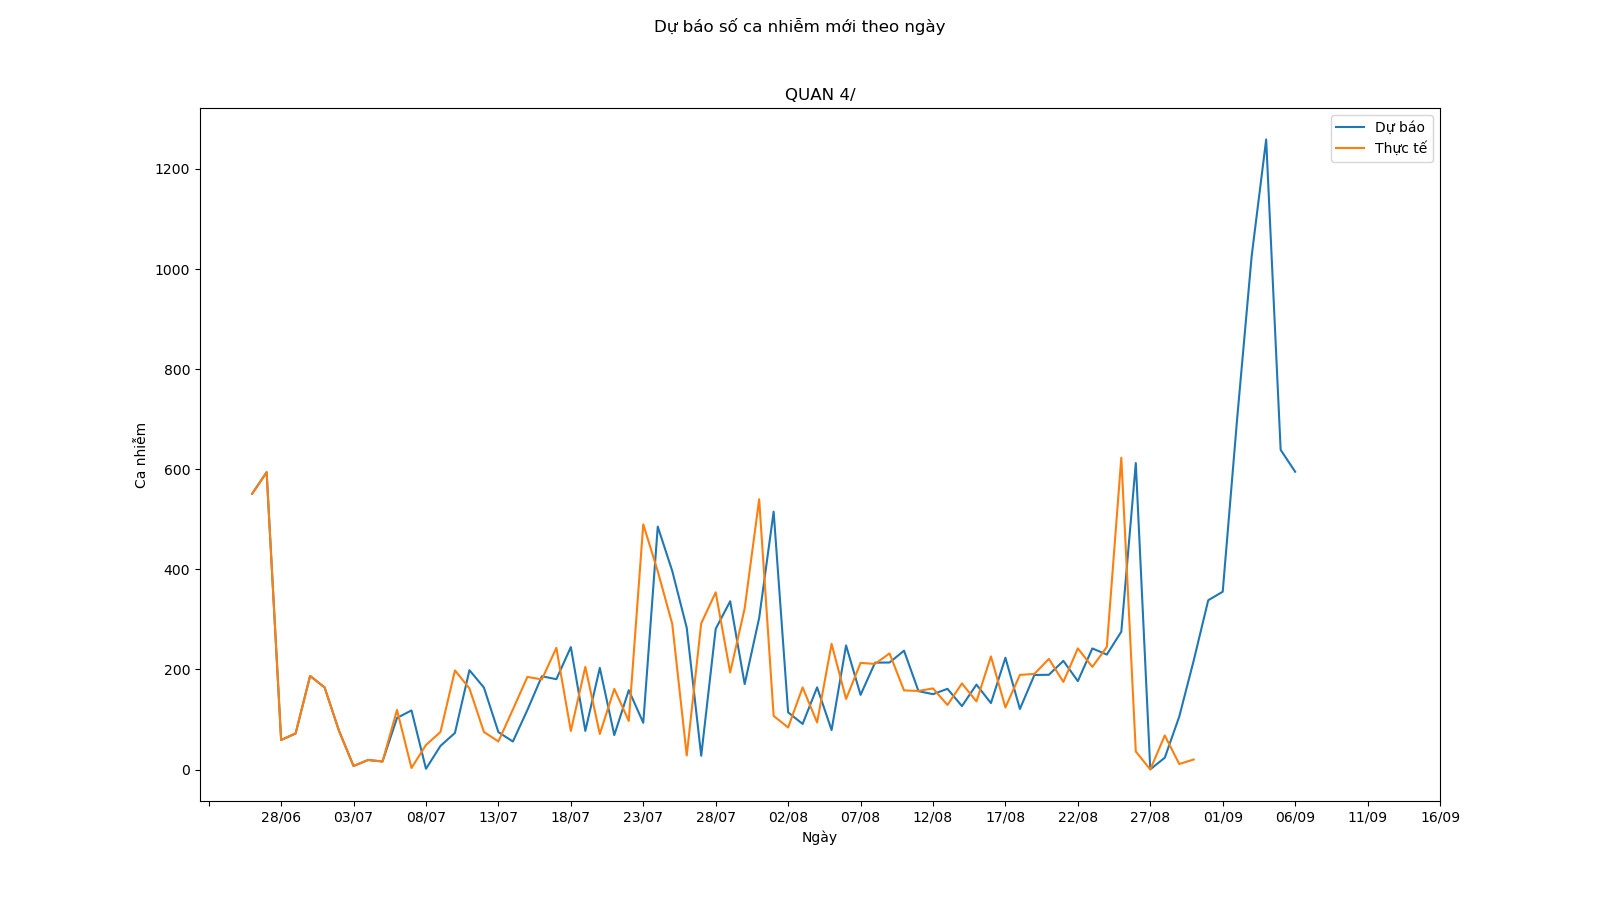 Dự báo số ca nhiễm mới theo ngày
QUAN 4/
Dự báo
Thực tế
1200
1000
800
600
400
200
0
Ca nhiễm
28/06 03/07 08/07 13/07 18/07 23/07 28/07 02/08 07/08 12/08 17/08 22/08 27/08 01/09 06/09 11/09 16/09
Ngày